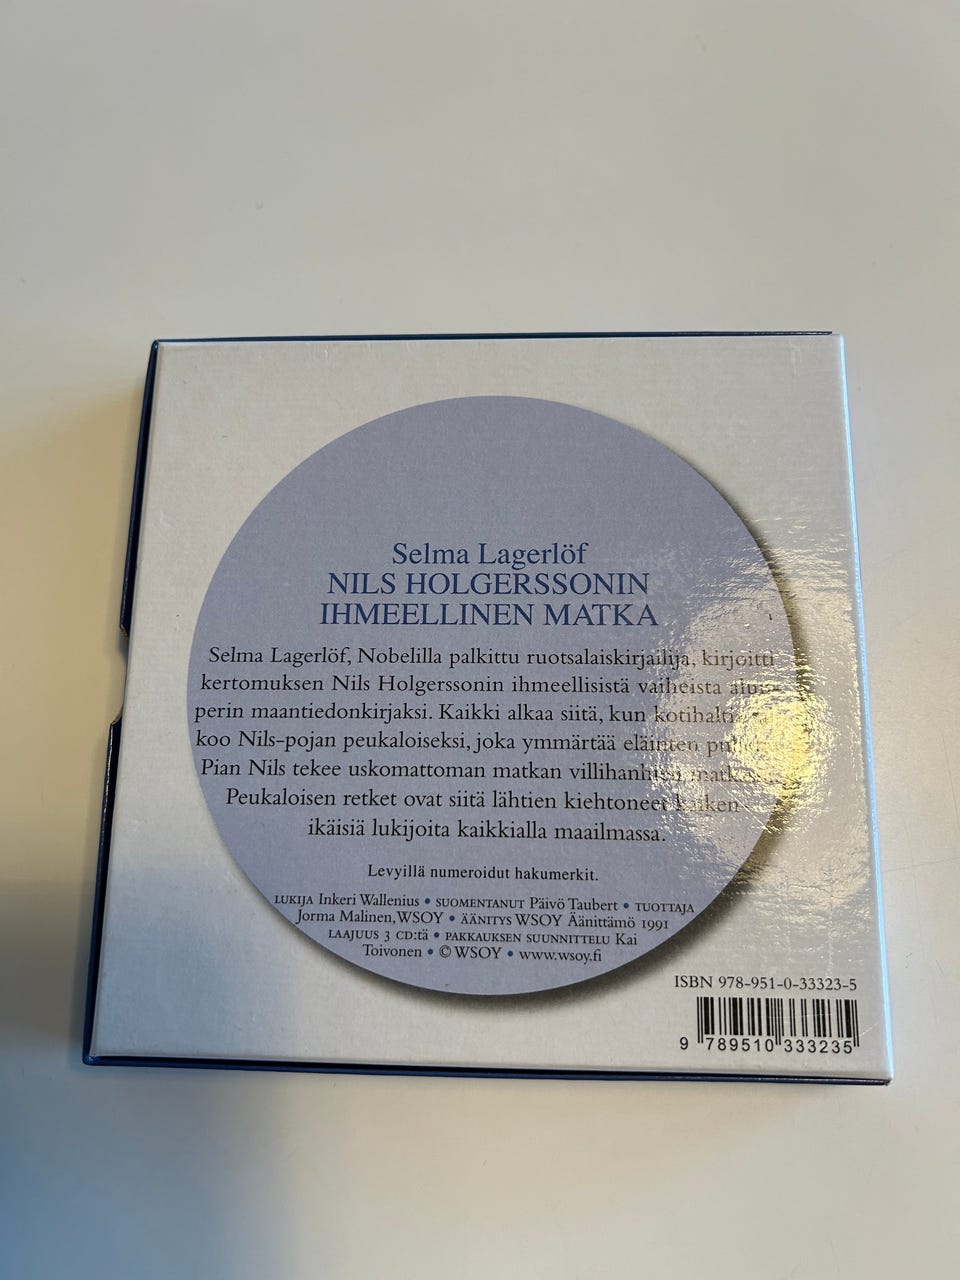 Selma Lagerlöf
NILS HOLGERSSONIN
IHMEELLINEN MATKA
Selma Lagerlöf, Nobelilla palkittu ruotsalaiskirjailija, kirjoitti
kertomuksen Nils Holgerssonin ihmeellisistä vaiheista
perin maantiedonkirjaksi. Kaikki alkaa siitä, kun
koo Nils-pojan peukaloiseksi, joka ymmärtää eläinten
Pian Nils tekee uskomattoman matkan villihanhien
Peukaloisen retket ovat siitä lähtien kiehtoneet kaiken
ikäisiä lukijoita kaikkialla maailmassa.
Levyillä numeroidut hakumerkit.
LUKIJA Inkeri Wallenius • SUOMENTANUT Päivö Taubert • TUOTTAJA
Jorma Malinen, WSOY • ÄÄNITYS WSOY Äänittämö 1991
LAAJUUS 3 CD:tä • PAKKAUKSEN SUUNNITTELU Kai
Toivonen • © WSOY • www.wsoy.fi
ISBN 978-951-0-33323-5
9 789510 333235